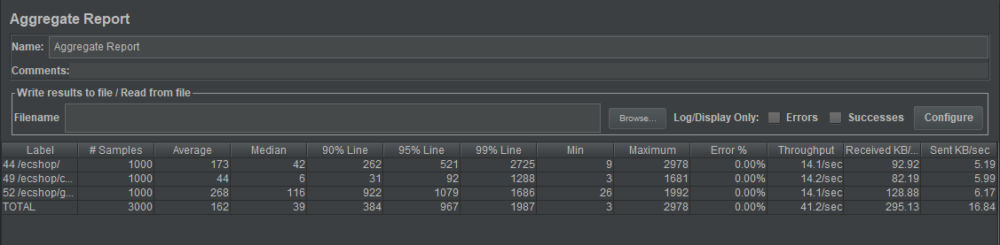 Aggregate Report
Name: Aggregate Report
Comments:
Write results to file / Read from file
Filename Browse... Log/Display Only: Errors Successes Configure
Label # Samples Average Median 90% Line 95% Line 99% Line Min Maximum Error % Throughput Received KB/... Sent KB/sec
44 /ecshop/ 1000 173 42 262 521 2725 9 2978 0.00% 14.1/sec 92.92 5.19
49 /ecshop/c... 1000 44 6 31 92 1288 3 1681 0.00% 14.2/sec 82.19 5.99
52 /ecshop/g... 1000 268 116 922 1079 1686 26 1992 0.00% 14.1/sec 128.88 6.17
TOTAL 3000 162 39 384 967 1987 3 2978 0.00% 41.2/sec 295.13 16.84